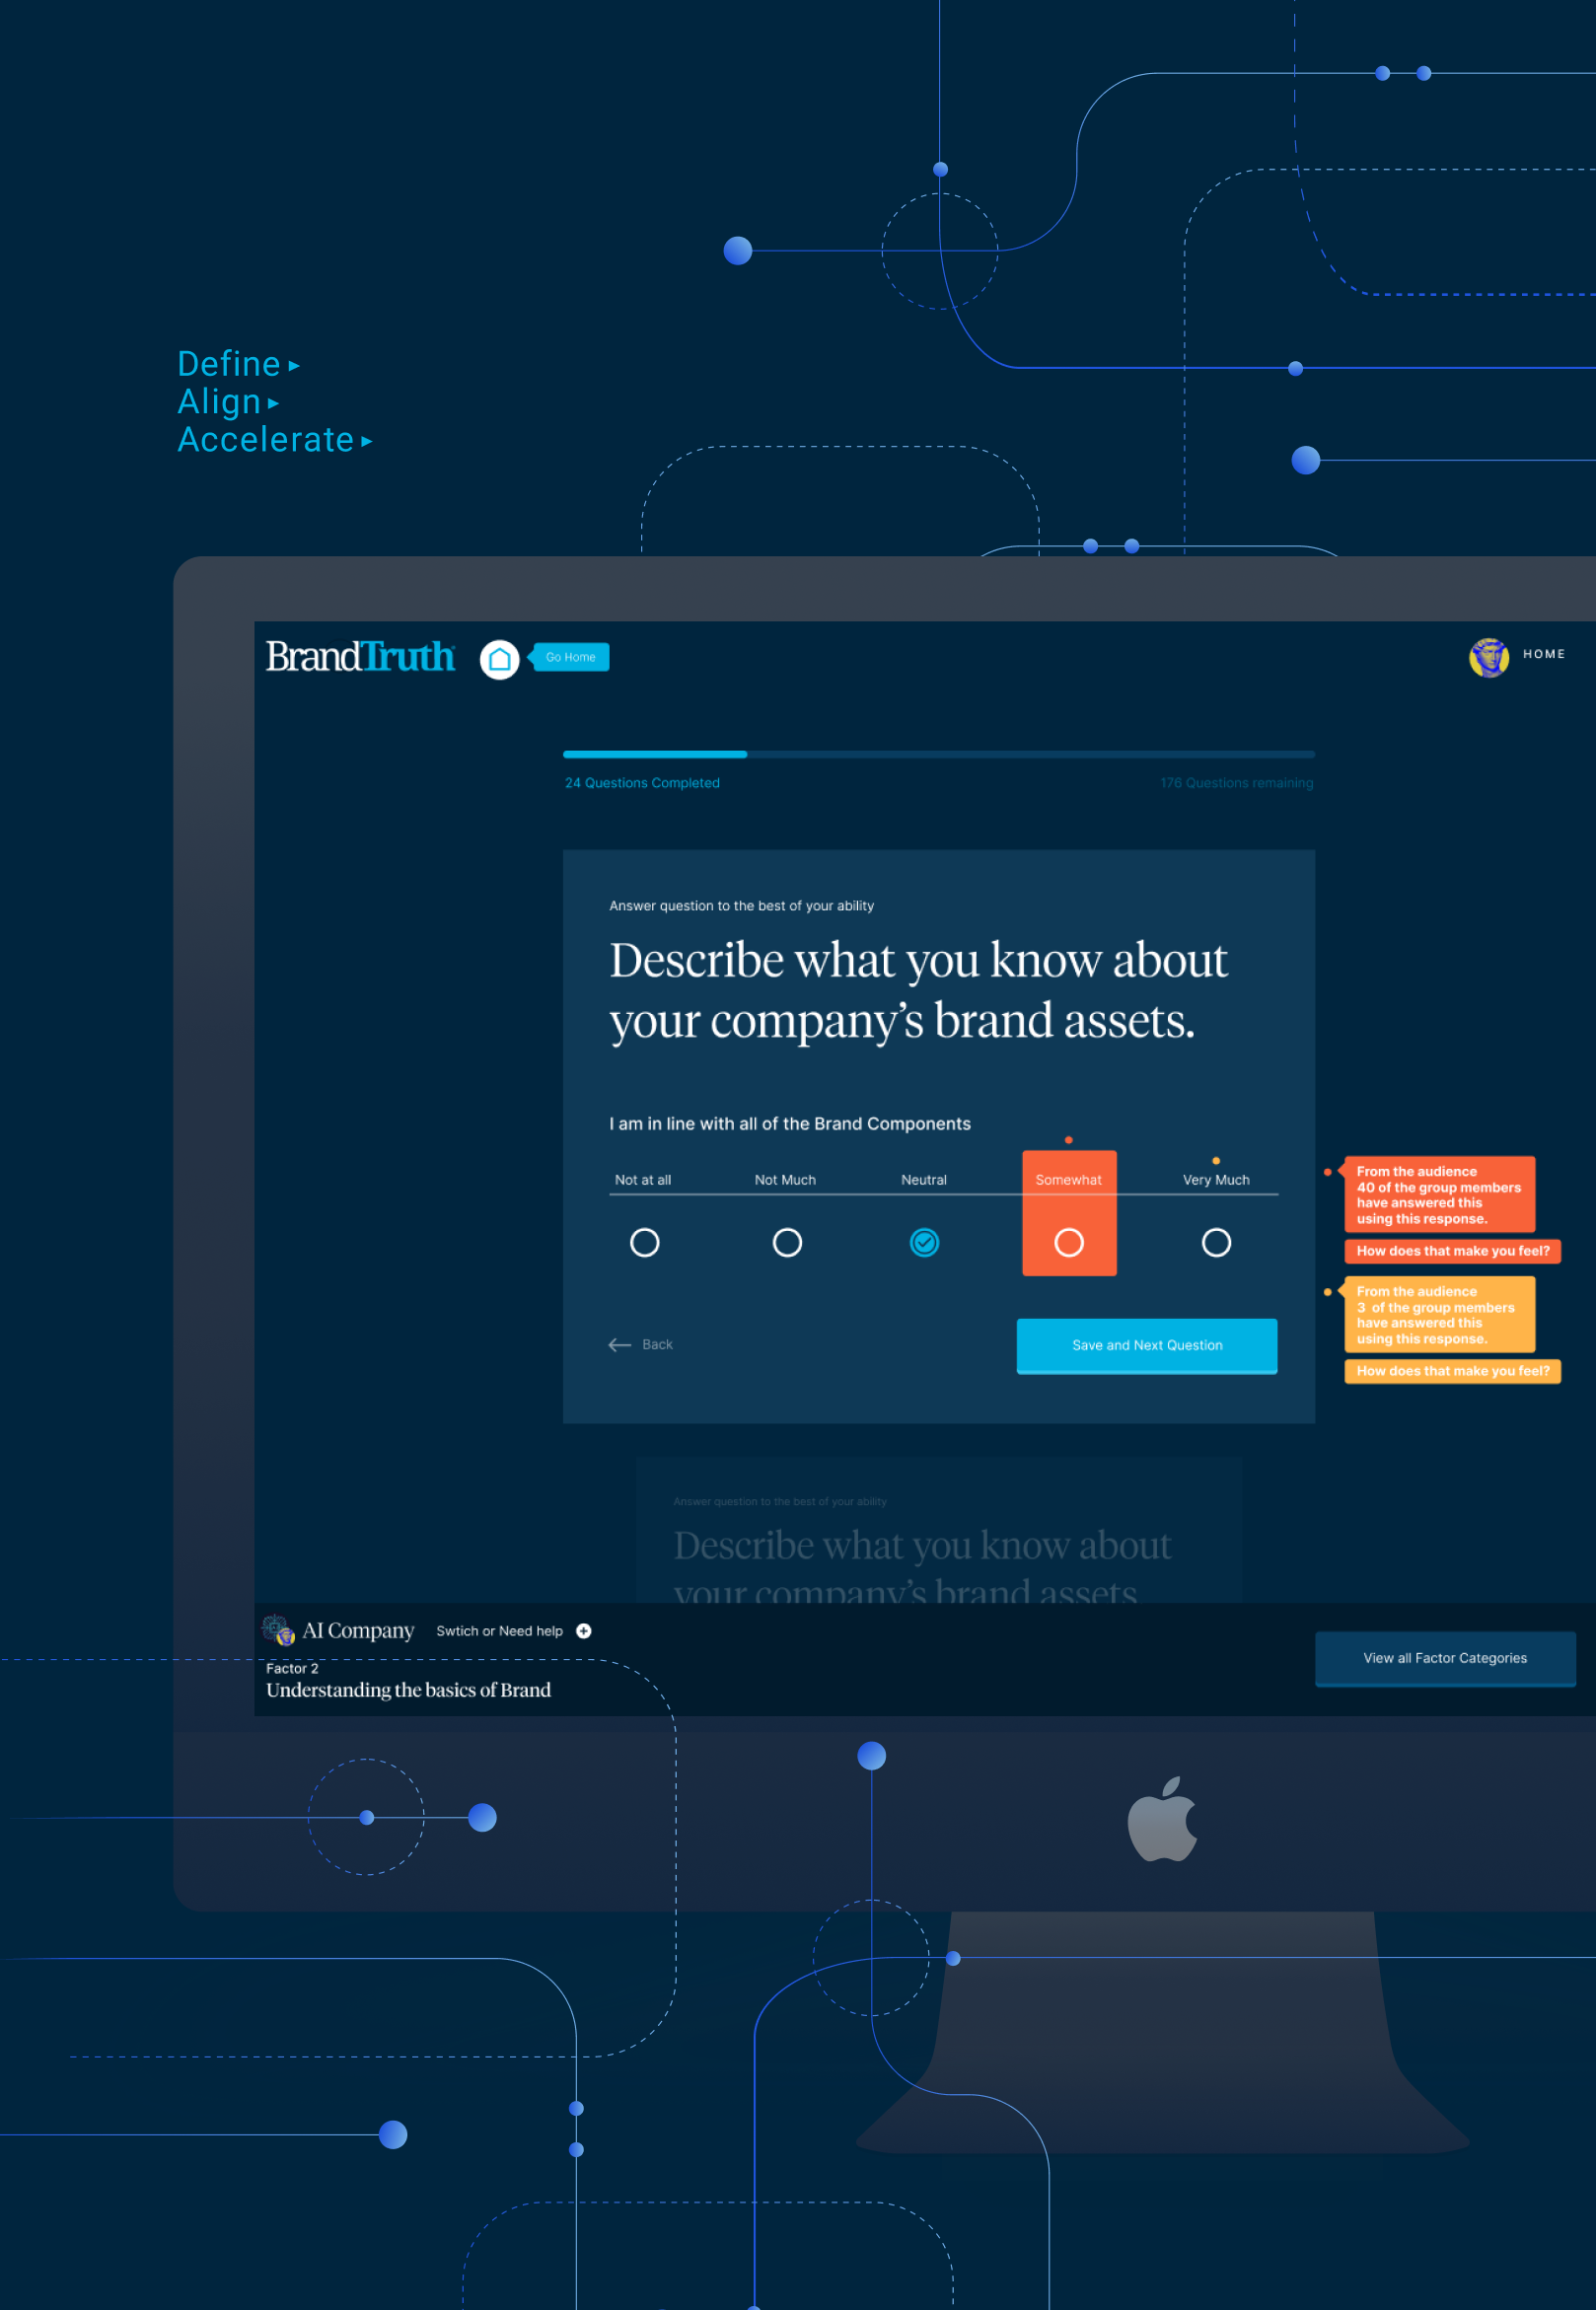 Define
Align
Accelerate
BrandTruth
Go Home
HOME
24 Questions Completed
176 Questions remaining
Answer question to the best of your ability
Describe what you know about
your company’s brand assets.
I am in line with all of the Brand Components
Not at all
Not Much
Neutral
Somewhat
Very Much
From the audience
40 of the group members
have answered this
using this response.
How does that make you feel?
From the audience
3 of the group members
have answered this
using this response.
How does that make you feel?
Back
Save and Next Question
Answer question to the best of your ability
Describe what you know about
your company’s brand assets
AI Company
Swtich or Need help
Factor 2
Understanding the basics of Brand
View all Factor Categories